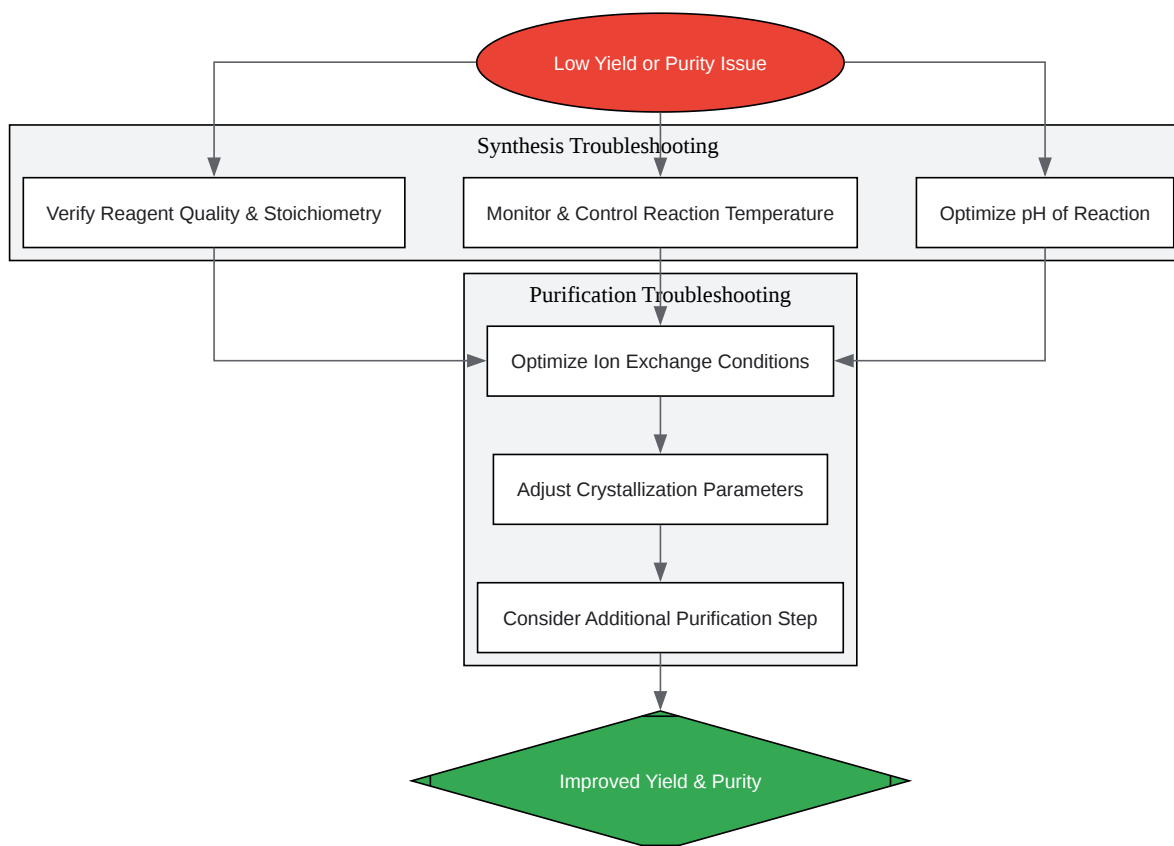 Low Yield or Purity Issue
Synthesis Troubleshooting
Verify Reagent Quality & Stoichiometry
Monitor & Control Reaction Temperature
Optimize pH of Reaction
Purification Troubleshooting
Optimize Ion Exchange Conditions
Adjust Crystallization Parameters
Consider Additional Purification Step
Improved Yield & Purity